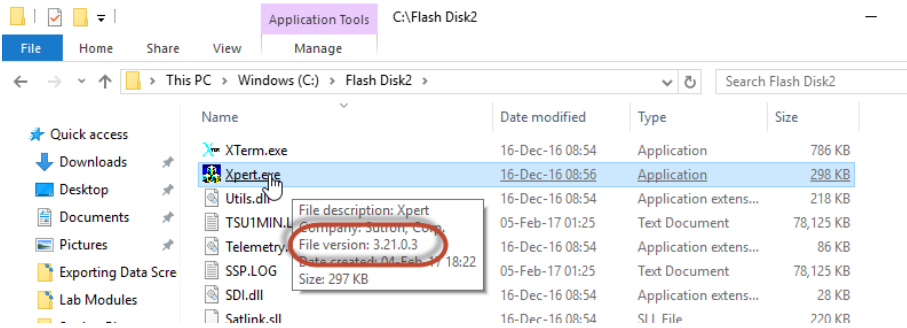 Application Tools C:\Flash Disk2
File Home Share View Manage
This PC Windows (C:) Flash Disk2 Search Flash Disk2
Name Date modified Type Size
Quick access
Downloads
Desktop
Documents
Pictures
Exporting Data Scre
Lab Modules
XTerm.exe 16-Dec-16 08:54 Application 786 KB
Xpert.exe 16-Dec-16 08:56 Application 298 KB
Utils.dll 16-Dec-16 08:54 Application extens... 218 KB
TSU1MIN.L 05-Feb-17 01:25 Text Document 78,125 KB
Telemetry. 16-Dec-16 08:54 Application extens... 86 KB
SSP.LOG 05-Feb-17 01:25 Text Document 78,125 KB
SDI.dll 16-Dec-16 08:54 Application extens... 28 KB
Satlink.sll 16-Dec-16 08:54 SLL File 220 KB
File description: Xpert
Company: Sutron, Corp.
File version: 3.21.0.3
Date created: 04-Feb-17 18:22
Size: 297 KB